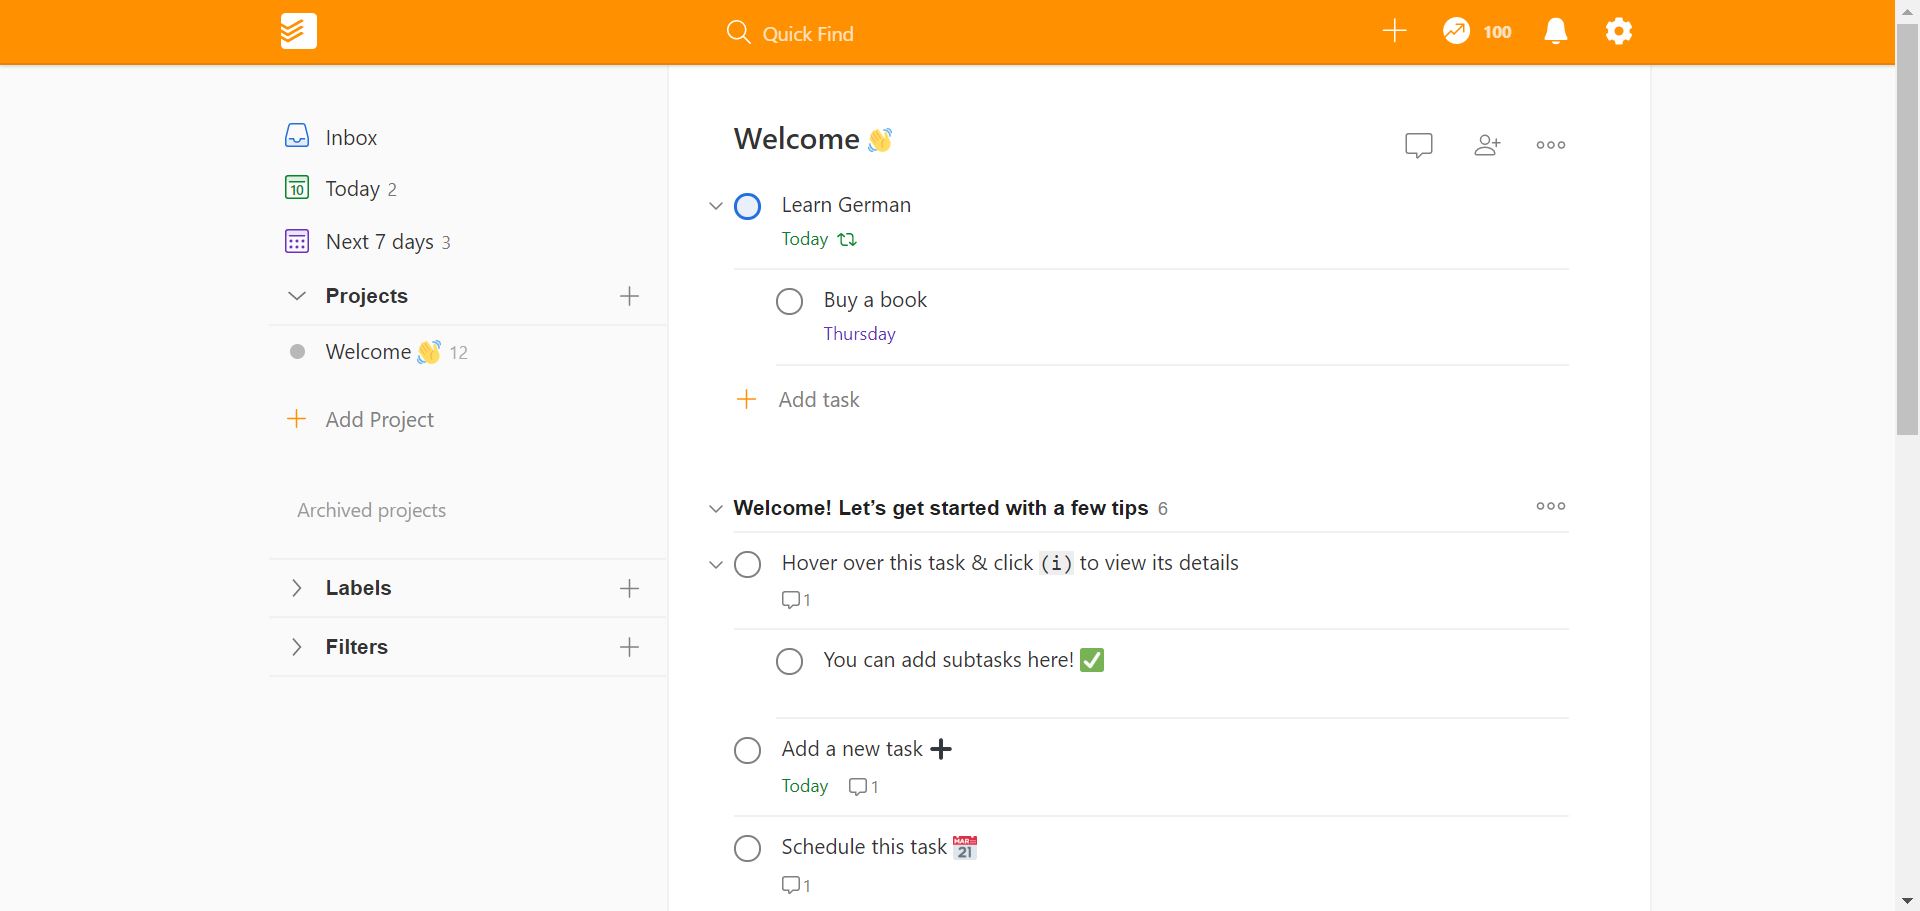 Quick Find
100
Inbox
10
Today 2
Next 7 days 3
Projects
Welcome 👋 12
Add Project
Archived projects
Labels
Filters
Welcome 👋
Learn German
Today
Buy a book
Thursday
Add task
Welcome! Let’s get started with a few tips 6
Hover over this task & click (i) to view its details
1
You can add subtasks here! ✅
Add a new task ➕
Today 1
Schedule this task 📅
MAR
21
1